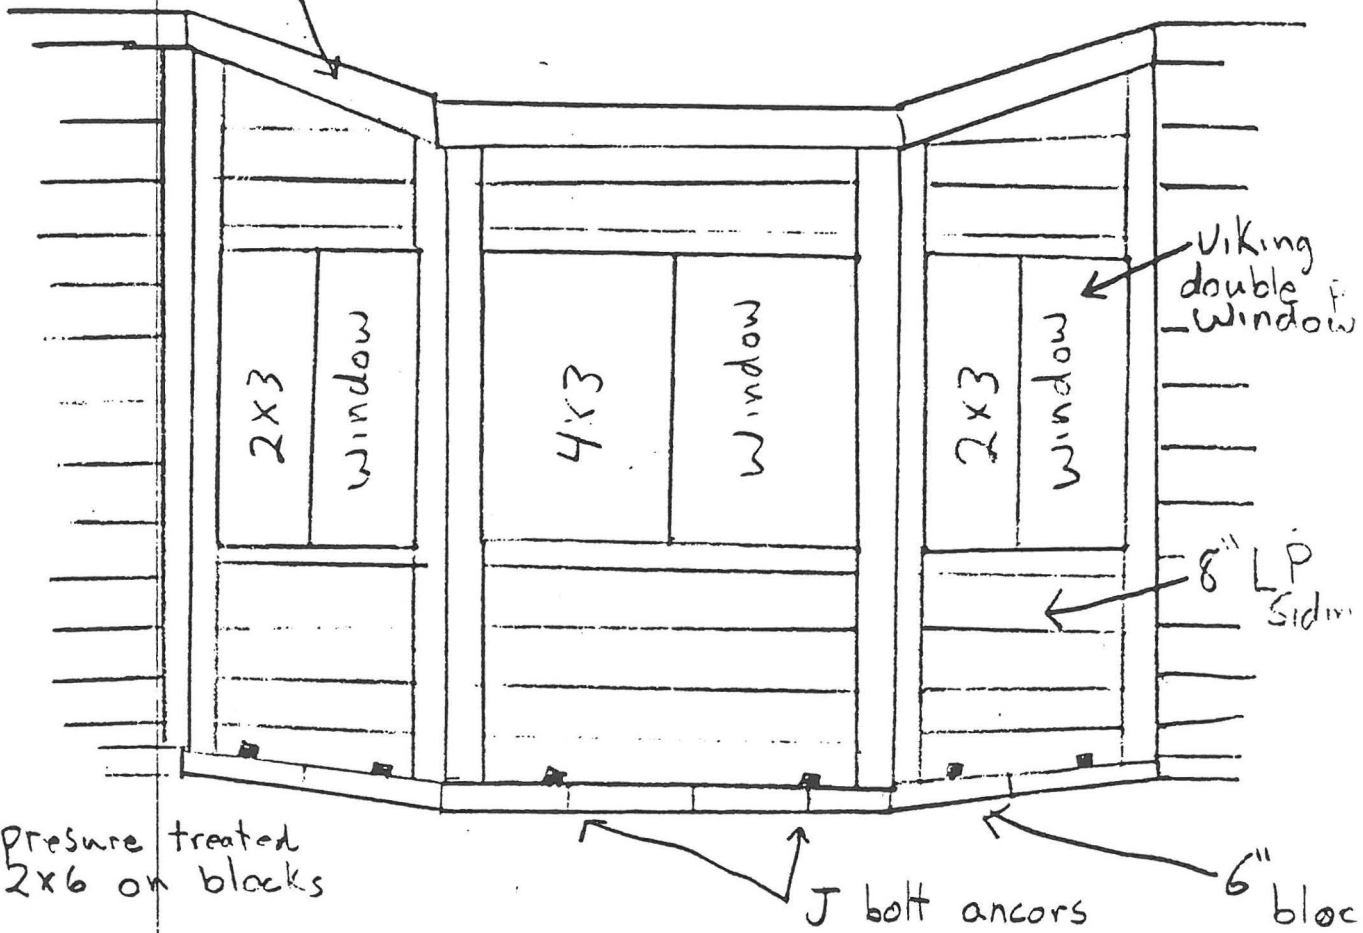 Viking
double
window
2x3
window
4x3
window
2x3
window
8" LP
presure treated
2x6 on blocks
J bolt ancors
6"
bloc